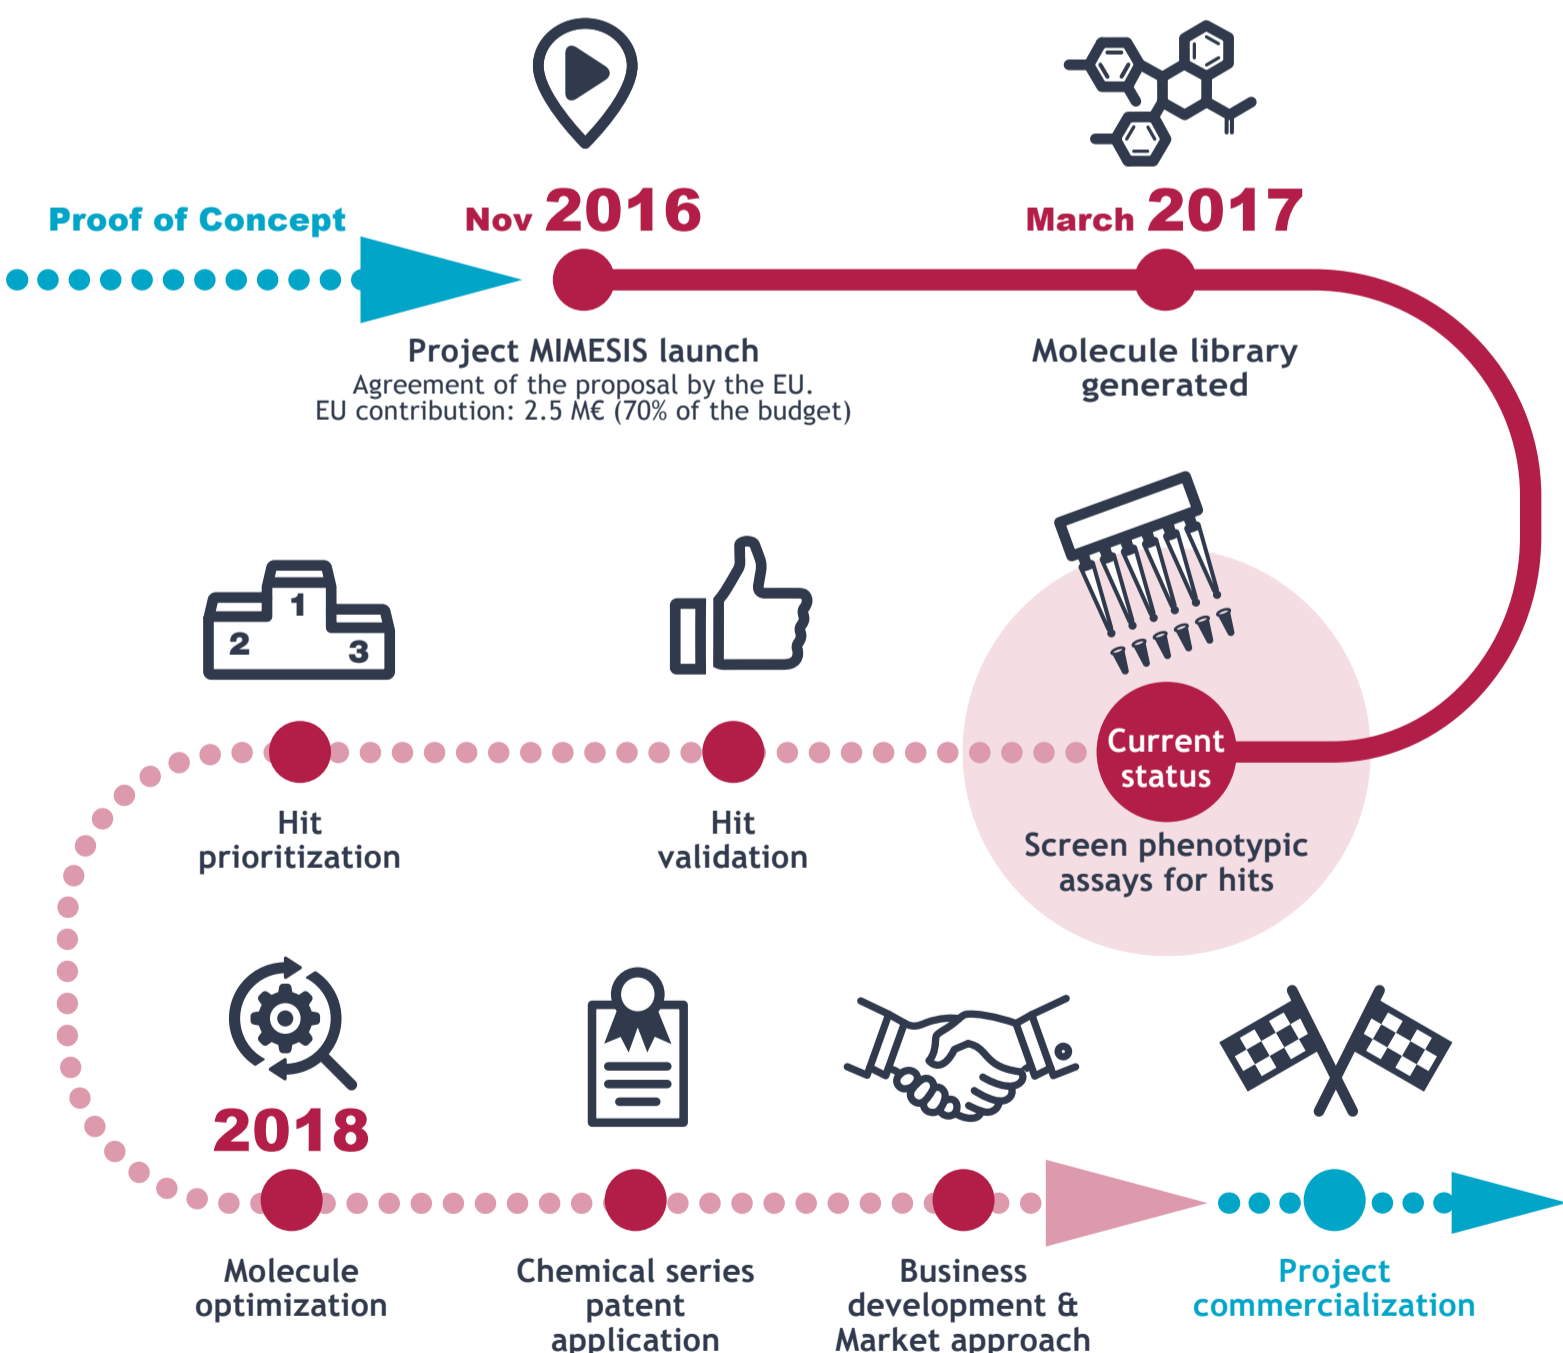 Proof of Concept
Nov 2016
March 2017
Project MIMESIS launch
Agreement of the proposal by the EU.
EU contribution: 2.5 M€ (70% of the budget)
Molecule library
generated
1
2
3
Current
status
Hit
prioritization
Hit
validation
Screen phenotypic
assays for hits
2018
Molecule
optimization
Chemical series
patent
application
Business
development &
Market approach
Project
commercialization